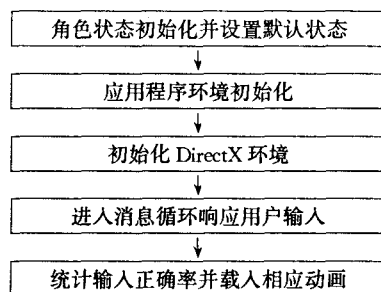 角色状态初始化并设置默认状态
应用程序环境初始化
初始化 DirectX 环境
进入消息循环响应用户输入
统计输入正确率并载入相应动画